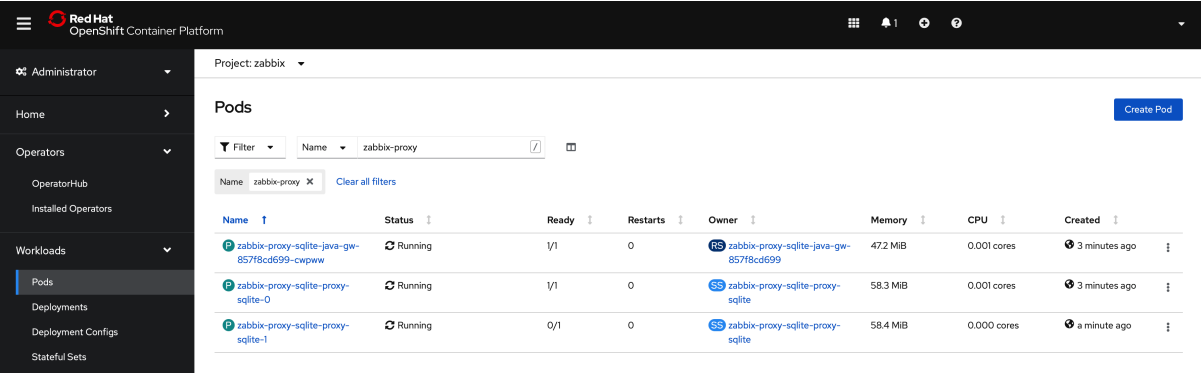 Red Hat
OpenShift Container Platform
1
Administrator
Project: zabbix
Home
Operators
OperatorHub
Installed Operators
Workloads
Pods
Deployments
Deployment Configs
Stateful Sets
Pods
Create Pod
Filter Name zabbix-proxy /
Name zabbix-proxy Clear all filters
Name Status Ready Restarts Owner Memory CPU Created
P zabbix-proxy-sqlite-java-gw- Running 1/1 0 RS zabbix-proxy-sqlite-java-gw- 47.2 MiB 0.001 cores 3 minutes ago
857f8cd699-cwpww 857f8cd699
P zabbix-proxy-sqlite-proxy- Running 1/1 0 SS zabbix-proxy-sqlite-proxy- 58.3 MiB 0.001 cores 3 minutes ago
sqlite-0 sqlite
P zabbix-proxy-sqlite-proxy- Running 0/1 0 SS zabbix-proxy-sqlite-proxy- 58.4 MiB 0.000 cores a minute ago
sqlite-1 sqlite